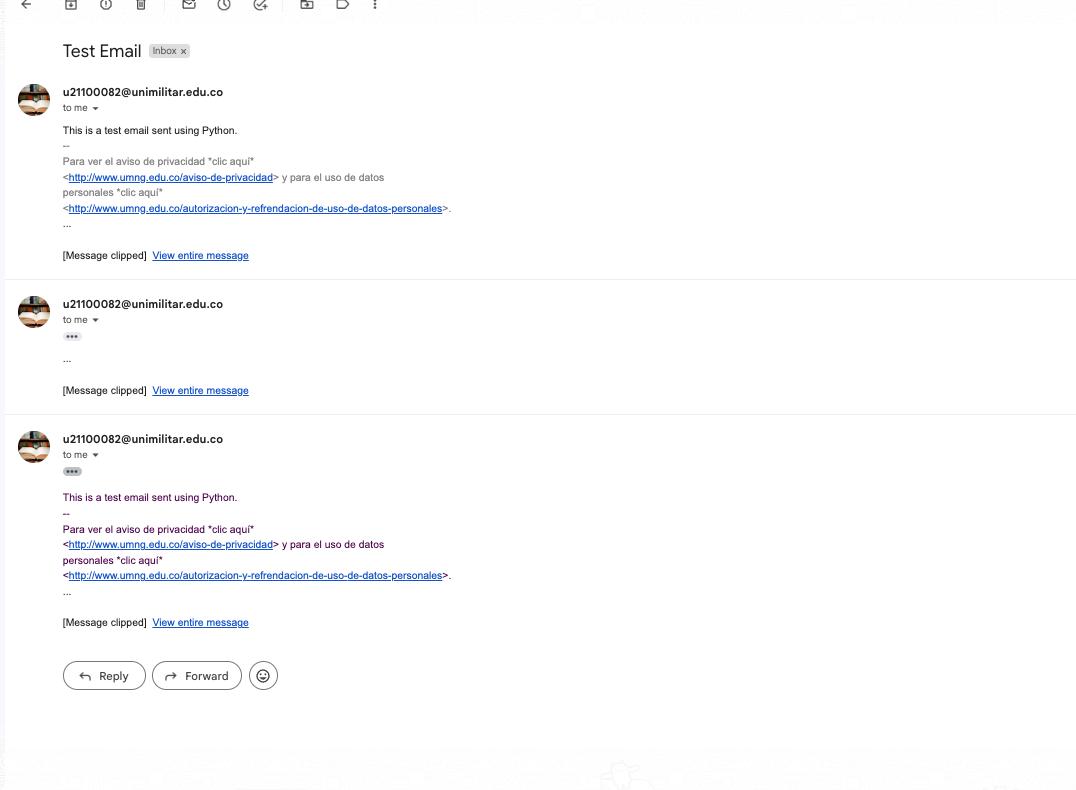 Test Email Inbox x
u21100082@unimilitar.edu.co
to me
This is a test email sent using Python.
--
Para ver el aviso de privacidad *clic aquí*
<http://www.umng.edu.co/aviso-de-privacidad> y para el uso de datos
personales *clic aquí*
<http://www.umng.edu.co/autorizacion-y-refrendacion-de-uso-de-datos-personales>.
...
[Message clipped] View entire message
u21100082@unimilitar.edu.co
to me
...
[Message clipped] View entire message
u21100082@unimilitar.edu.co
to me
This is a test email sent using Python.
--
Para ver el aviso de privacidad *clic aquí*
<http://www.umng.edu.co/aviso-de-privacidad> y para el uso de datos
personales *clic aquí*
<http://www.umng.edu.co/autorizacion-y-refrendacion-de-uso-de-datos-personales>.
...
[Message clipped] View entire message
Reply Forward